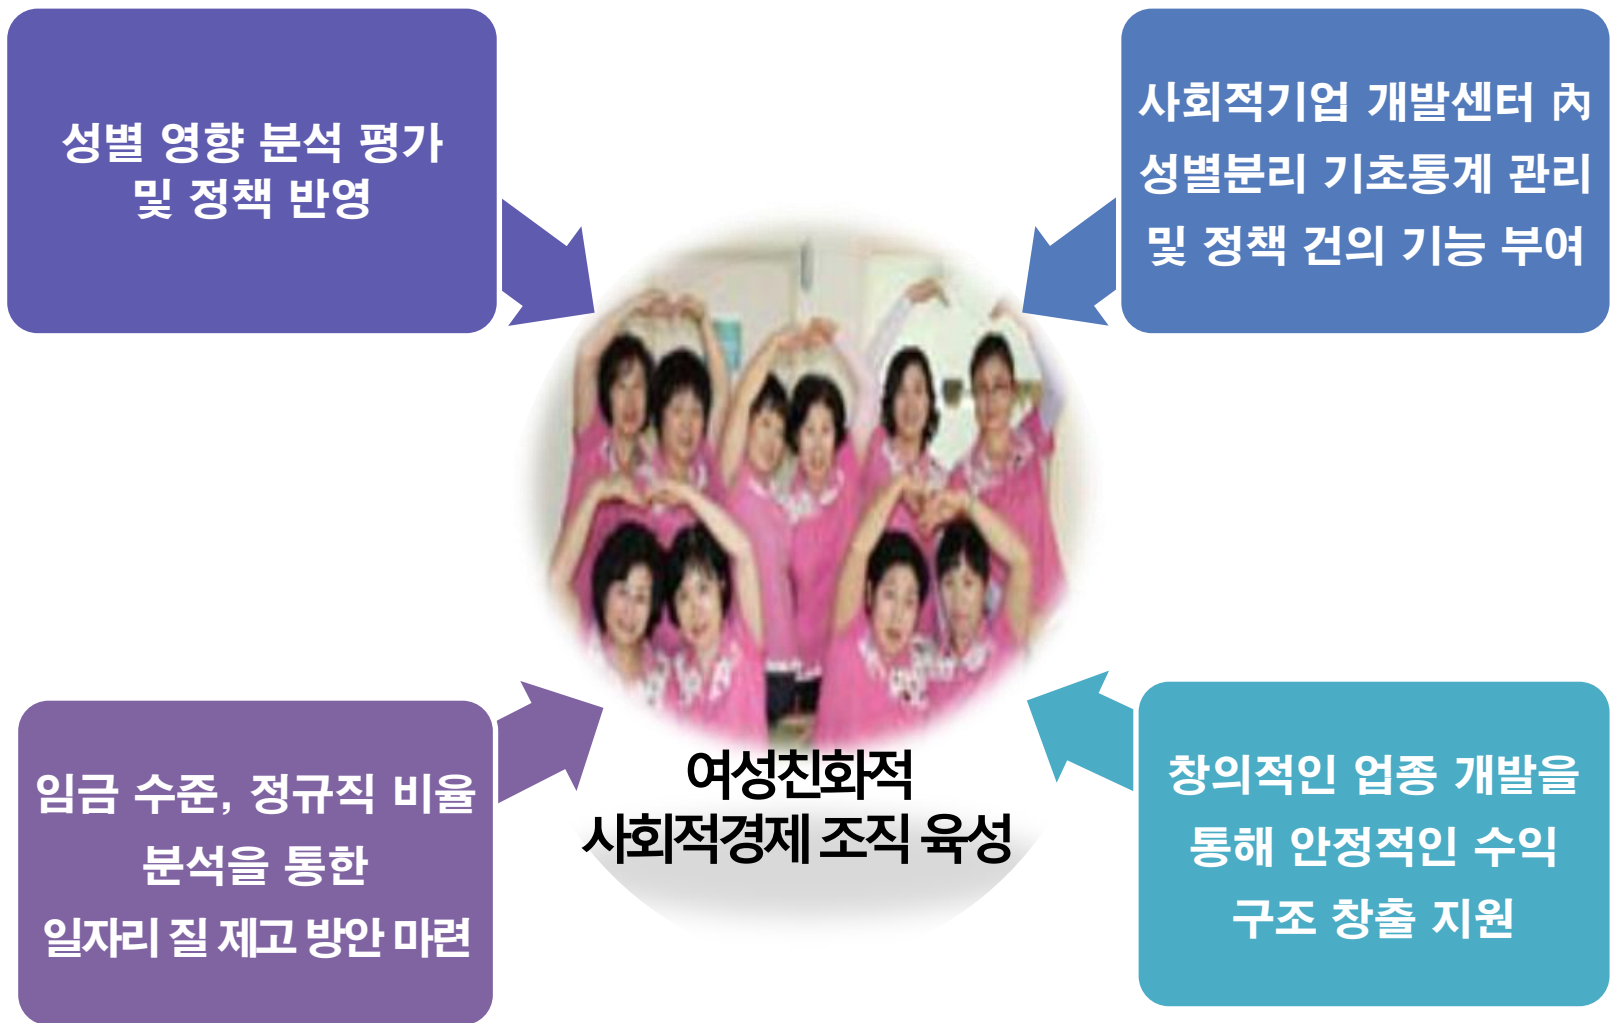 성별 영향 분석 평가
및 정책 반영
사회적기업 개발센터 內
성별분리 기초통계 관리
및 정책 건의 기능 부여
여성친화적
사회적경제 조직 육성
임금 수준, 정규직 비율
분석을 통한
일자리 질 제고 방안 마련
창의적인 업종 개발을
통해 안정적인 수익
구조 창출 지원